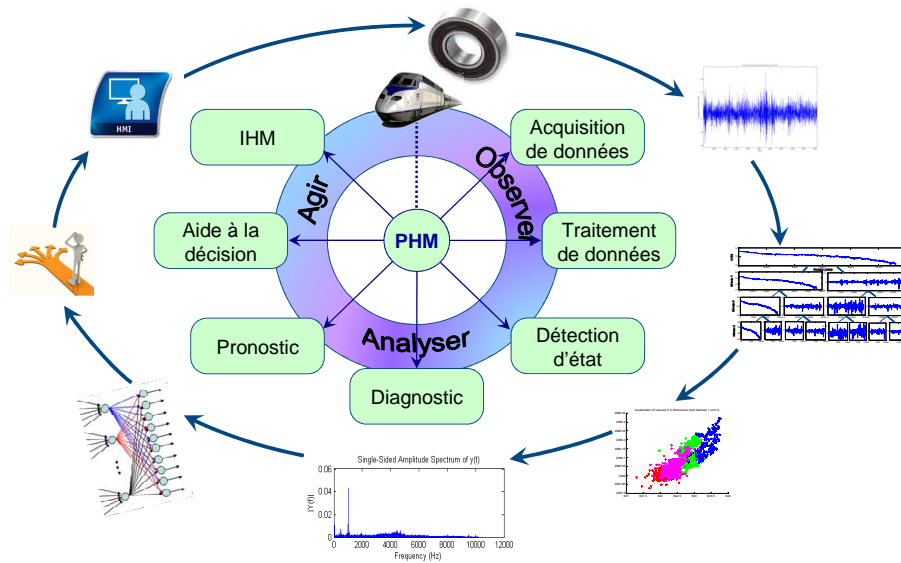 HMI
IHM
Acquisition
de données
Agir
Observer
Aide à la
décision
PHM
Traitement
de données
Pronostic
Analyser
Détection
d'état
Diagnostic
Single-Sided Amplitude Spectrum of y(t)
|Y(f)|
0.06
0.04
0.02
0
0 2000 4000 6000 8000 10000 12000
Frequency (Hz)